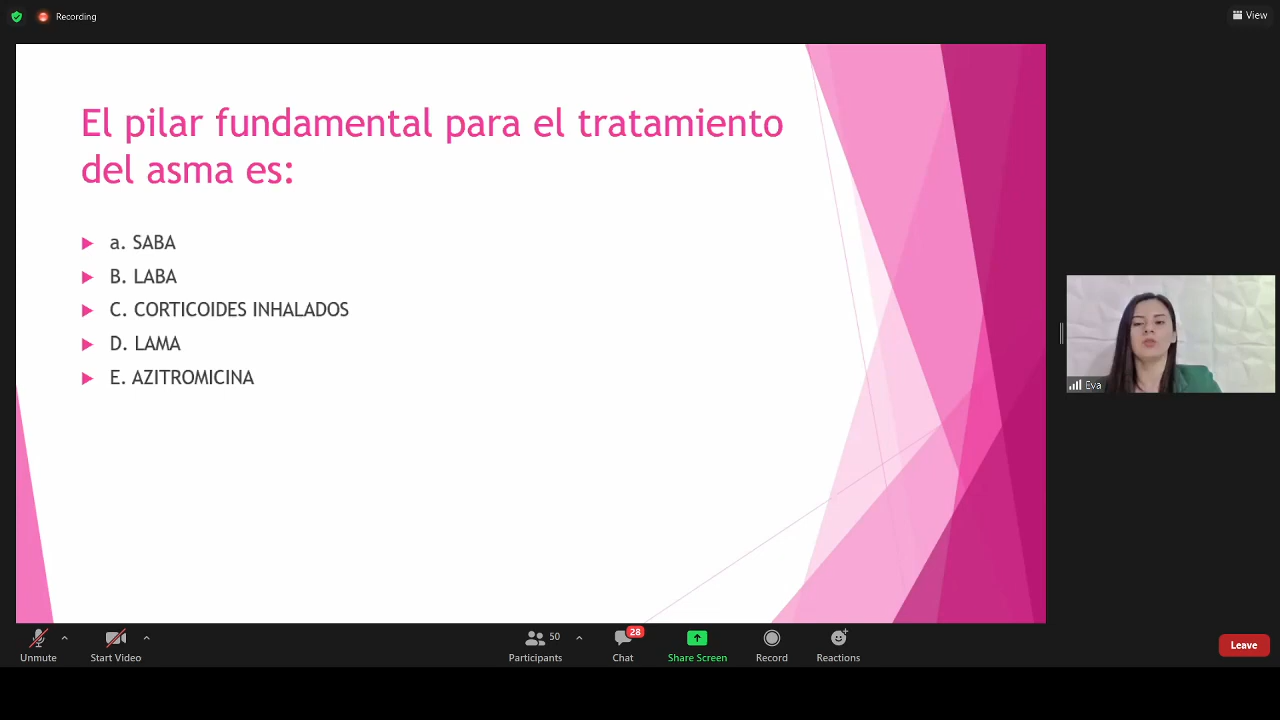 Recording
View
El pilar fundamental para el tratamiento
del asma es:
a. SABA
B. LABA
C. CORTICOIDES INHALADOS
D. LAMA
E. AZITROMICINA
Eva
50
28
Unmute
Start Video
Participants
Chat
Share Screen
Record
Reactions
Leave